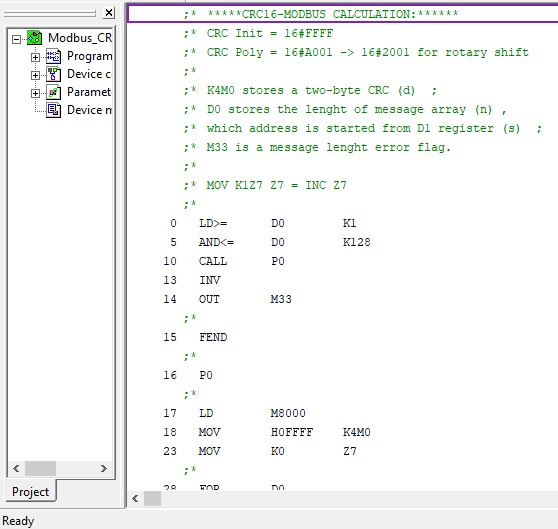 Modbus_CR
Program
Device c
Paramet
Device m
Project
Ready
;* *****CRC16-MODBUS CALCULATION:******
;* CRC Init = 16#FFFF
;* CRC Poly = 16#A001 -> 16#2001 for rotary shift
;*
;* K4M0 stores a two-byte CRC (d) ;
;* D0 stores the lenght of message array (n) ,
;* which address is started from D1 register (s) ;
;* M33 is a message lenght error flag.
;*
;* MOV K1Z7 Z7 = INC Z7
;*
0 LD>= D0 K1
5 AND<= D0 K128
10 CALL P0
13 INV
14 OUT M33
;*
15 FEND
;*
16 P0
;*
17 LD M8000
18 MOV H0FFFF K4M0
23 MOV K0 Z7
;*
28 FOR D0